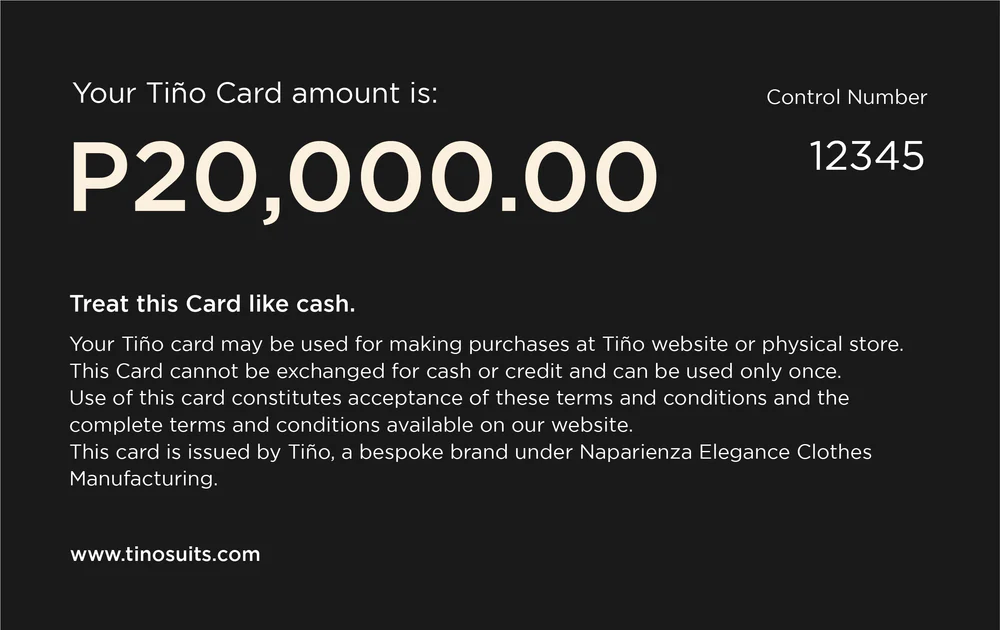 Your Tiño Card amount is:
P20,000.00
Control Number
12345
Treat this Card like cash.
Your Tiño card may be used for making purchases at Tiño website or physical store.
This Card cannot be exchanged for cash or credit and can be used only once.
Use of this card constitutes acceptance of these terms and conditions and the
complete terms and conditions available on our website.
This card is issued by Tiño, a bespoke brand under Naparienza Elegance Clothes
Manufacturing.
www.tinosuits.com